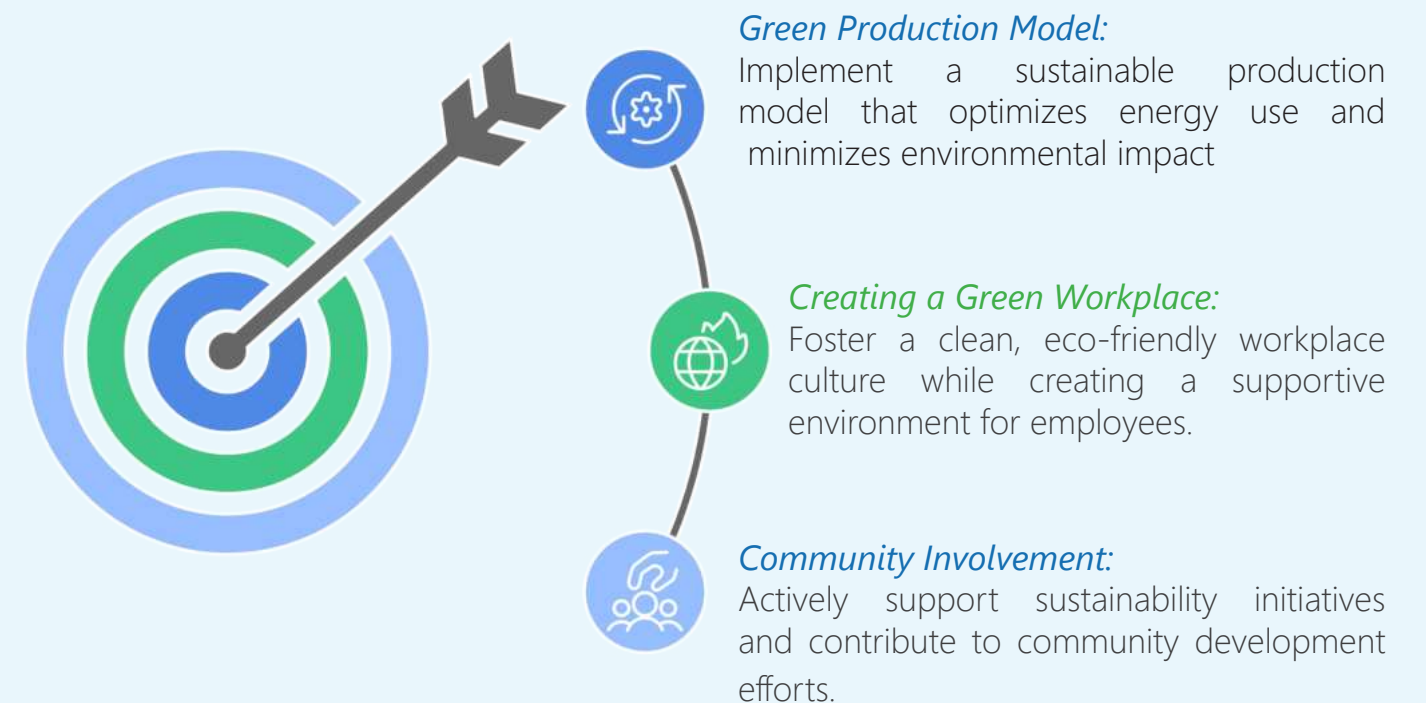 Green Production Model:
Implement a sustainable production
model that optimizes energy use and
minimizes environmental impact
Creating a Green Workplace:
Foster a clean, eco-friendly workplace
culture while creating a supportive
environment for employees.
Community Involvement:
Actively support sustainability initiatives
and contribute to community development
efforts.